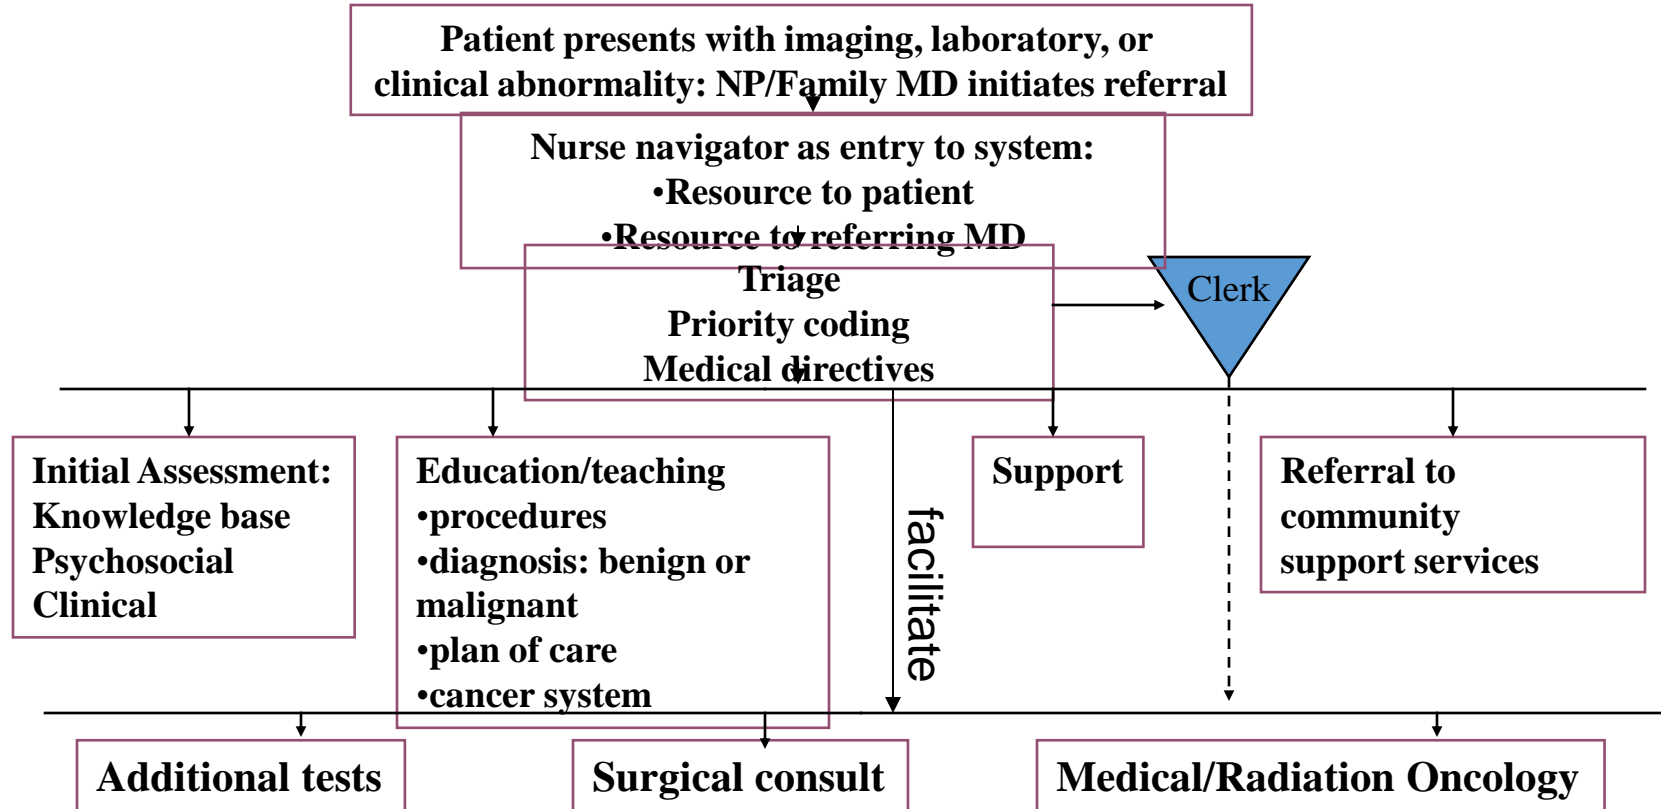 Patient presents with imaging, laboratory, or
clinical abnormality: NP/Family MD initiates referral
Nurse navigator as entry to system:
•Resource to patient
•Resource to referring MD
Triage
Priority coding
Medical directives
Clerk
Initial Assessment:
Knowledge base
Psychosocial
Clinical
Education/teaching
•procedures
•diagnosis: benign or
malignant
•plan of care
•cancer system
facilitate
Support
Referral to
community
support services
Additional tests
Surgical consult
Medical/Radiation Oncology